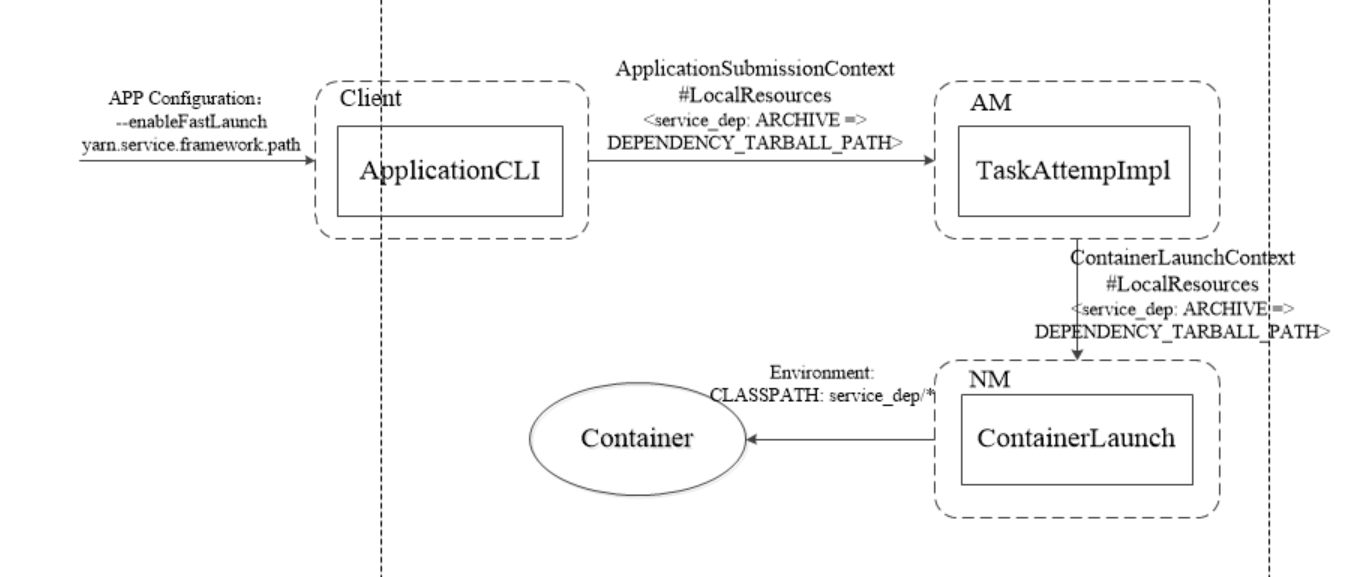 APP Configuration:
--enableFastLaunch
yarn.service.framework.path
Client
ApplicationCLI
ApplicationSubmissionContext
#LocalResources
<service_dep: ARCHIVE =>
DEPENDENCY_TARBALL_PATH>
AM
TaskAttempImpl
ContainerLaunchContext
#LocalResources
<service_dep: ARCHIVE =>
DEPENDENCY_TARBALL_PATH>
NM
ContainerLaunch
Environment:
CLASSPATH: service_dep/*
Container